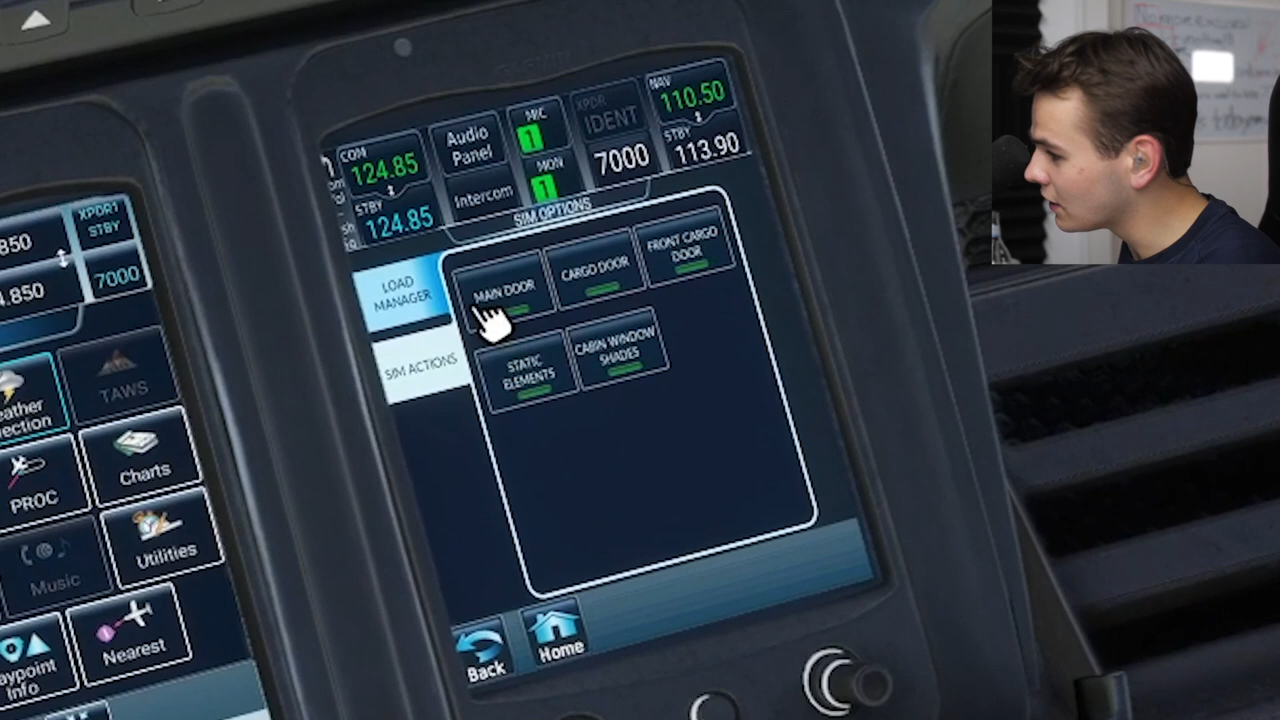 XPDR1
STBY
7000
TAWS
PROC
Charts
Music
Utilities
Info
Nearest
COM
124.85
STBY
124.85
Audio
Panel
Intercom
MIC
1
MON
1
XPDR
IDENT
7000
NAV
110.50
STBY
113.90
SIM OPTIONS
LOAD
MANAGER
SIM ACTIONS
MAIN DOOR
CARGO DOOR
FRONT CARGO
DOOR
STATIC
ELEMENTS
CABIN WINDOW
SHADES
Back
Home